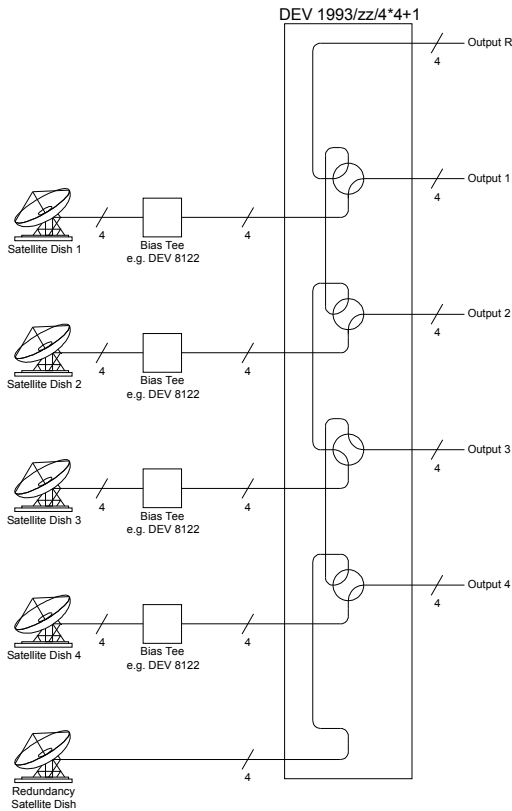 DEV 1993/zz/4*4+1
Output R
4
Output 1
4
4
4
Satellite Dish 1
Bias Tee
e.g. DEV 8122
Output 2
4
4
4
Satellite Dish 2
Bias Tee
e.g. DEV 8122
Output 3
4
4
4
Satellite Dish 3
Bias Tee
e.g. DEV 8122
Output 4
4
4
4
Satellite Dish 4
Bias Tee
e.g. DEV 8122
4
Redundancy
Satellite Dish